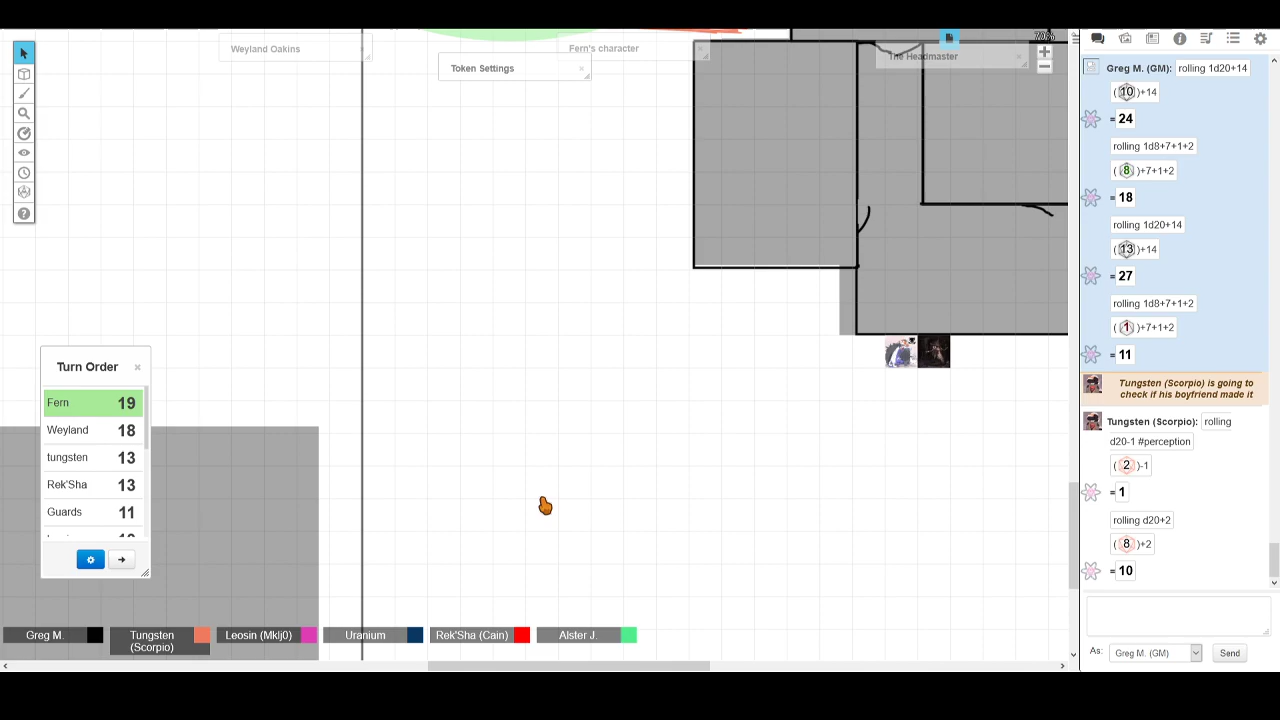 Weyland Oakins
Fern's character
Token Settings
The Headmaster
70%
Turn Order
Fern 19
Weyland 18
tungsten 13
Rek'Sha 13
Guards 11
Greg M.
Tungsten
(Scorpio)
Leosin (Mklj0)
Uranium
Rek'Sha (Cain)
Alster J.
Greg M. (GM): rolling 1d20+14
(10)+14
= 24
rolling 1d8+7+1+2
(8)+7+1+2
= 18
rolling 1d20+14
(13)+14
= 27
rolling 1d8+7+1+2
(1)+7+1+2
= 11
Tungsten (Scorpio) is going to
check if his boyfriend made it
Tungsten (Scorpio): rolling
d20-1 #perception
(2)-1
= 1
rolling d20+2
(8)+2
= 10
As: Greg M. (GM) Send